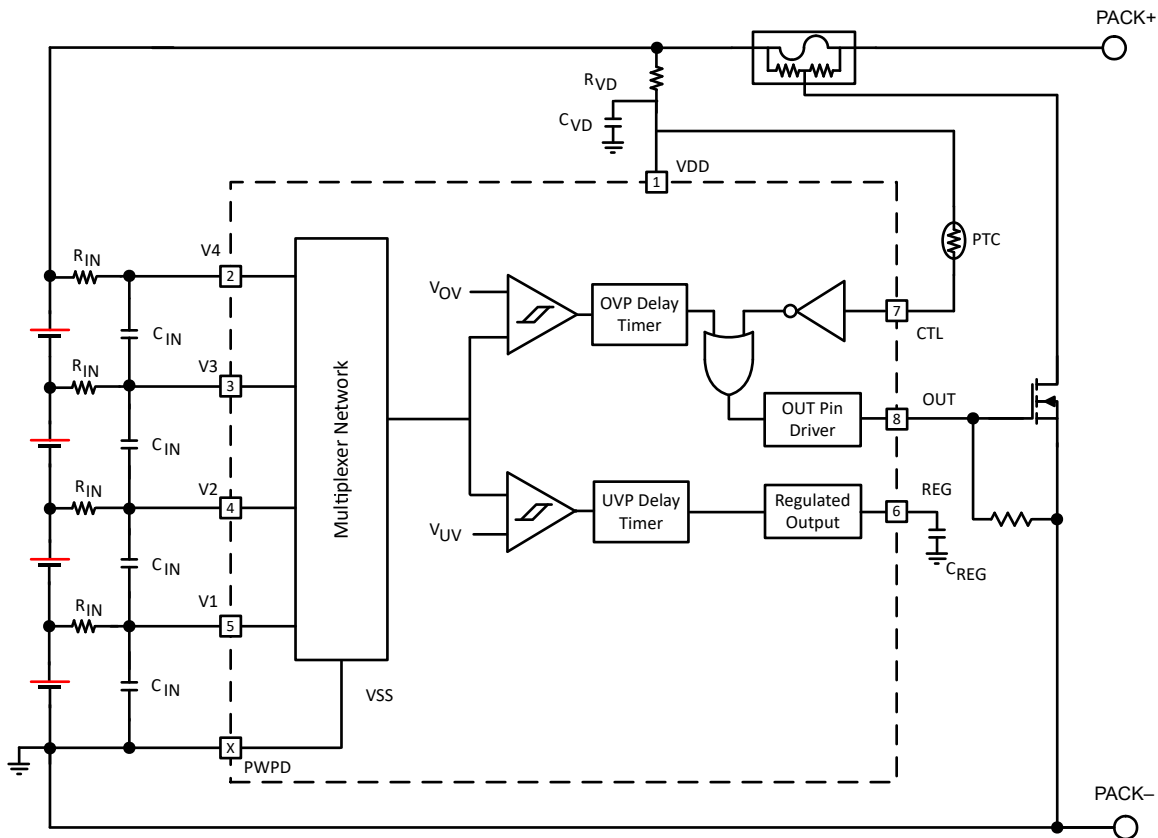 PACK+
RVD
CVD
VDD
1
PTC
RIN
V4
2
CIN
VOV
OVP Delay
Timer
7
CTL
RIN
V3
3
Multiplexer Network
CIN
OUT Pin
Driver
OUT
8
RIN
V2
4
VUV
UVP Delay
Timer
Regulated
Output
REG
6
CREG
CIN
RIN
V1
5
CIN
VSS
X
PWPD
PACK–